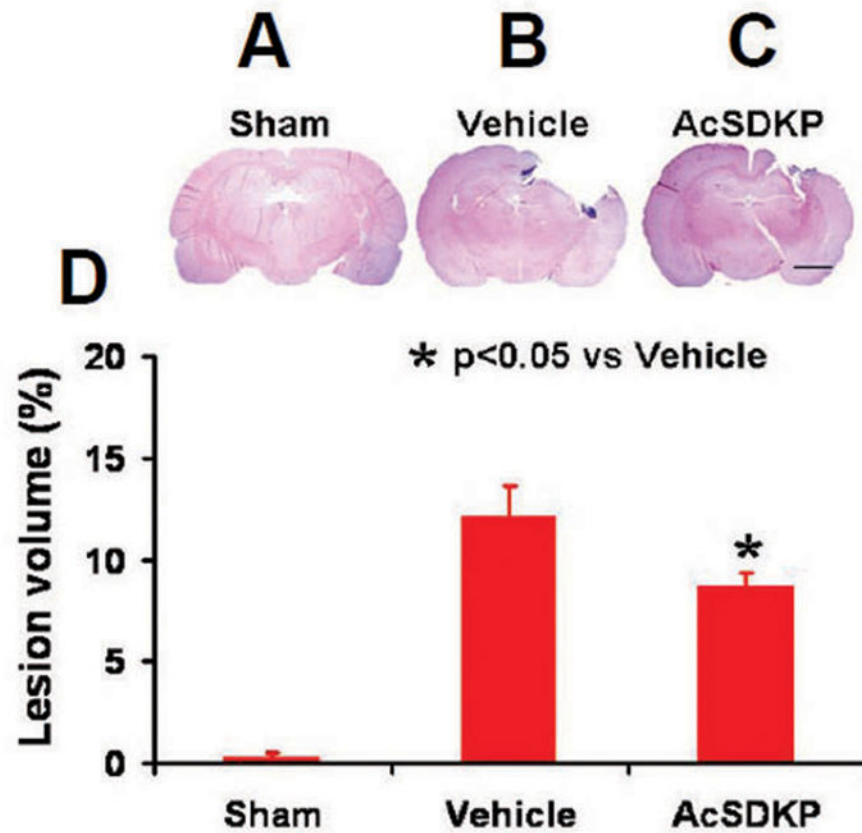 A B C
Sham Vehicle AcSDKP
D
* p<0.05 vs Vehicle
Lesion volume (%)
20
15
10
5
0
*
Sham Vehicle AcSDKP